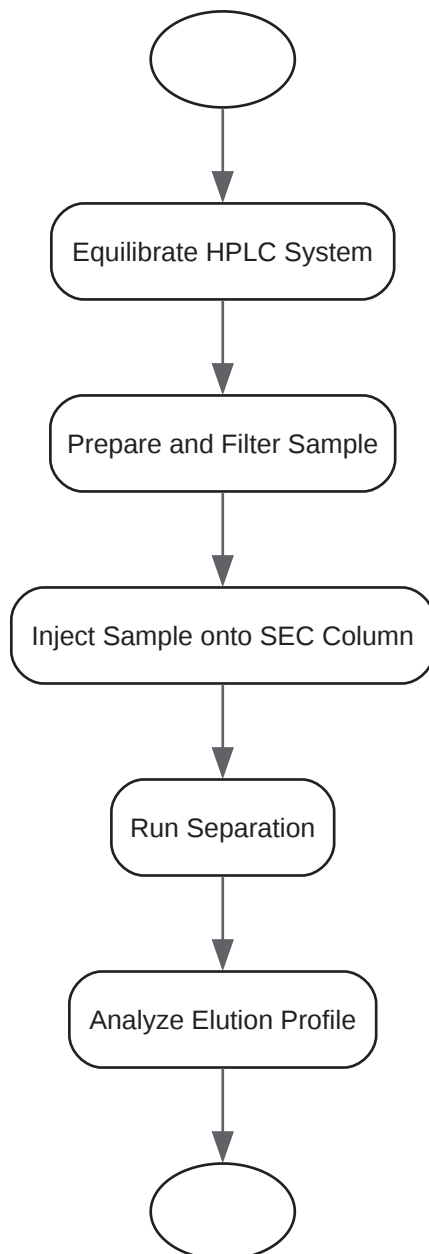 Equilibrate HPLC System
Prepare and Filter Sample
Inject Sample onto SEC Column
Run Separation
Analyze Elution Profile